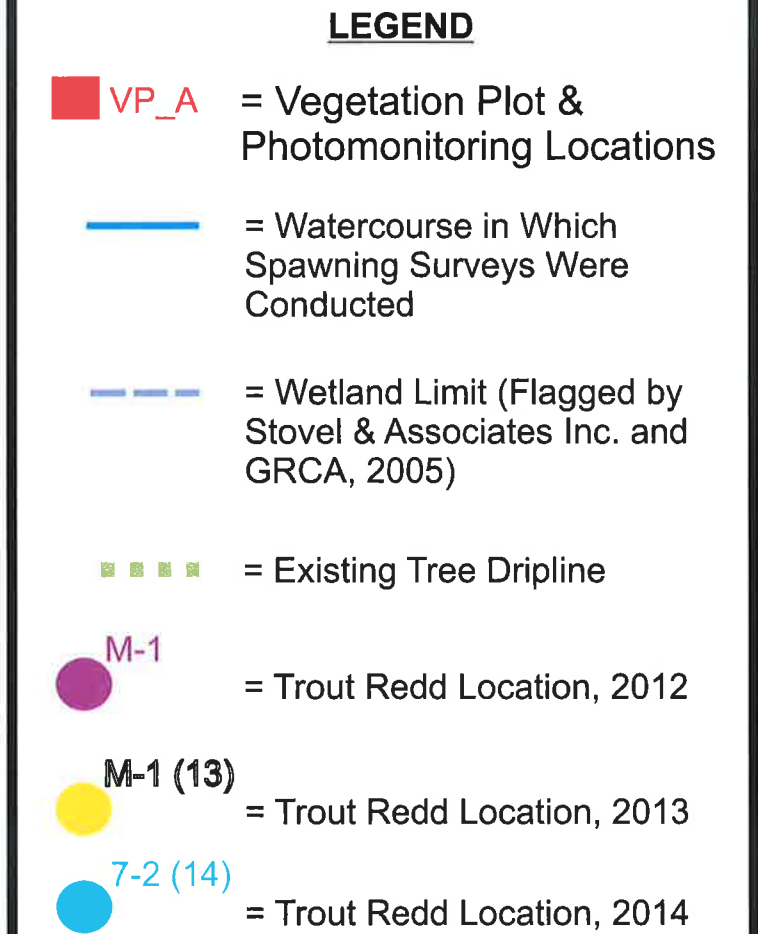 LEGEND
VP_A = Vegetation Plot &
Photomonitoring Locations
= Watercourse in Which
Spawning Surveys Were
Conducted
= Wetland Limit (Flagged by
Stovel & Associates Inc. and
GRCA, 2005)
= Existing Tree Dripline
M-1
= Trout Redd Location, 2012
M-1 (13)
= Trout Redd Location, 2013
7-2 (14)
= Trout Redd Location, 2014